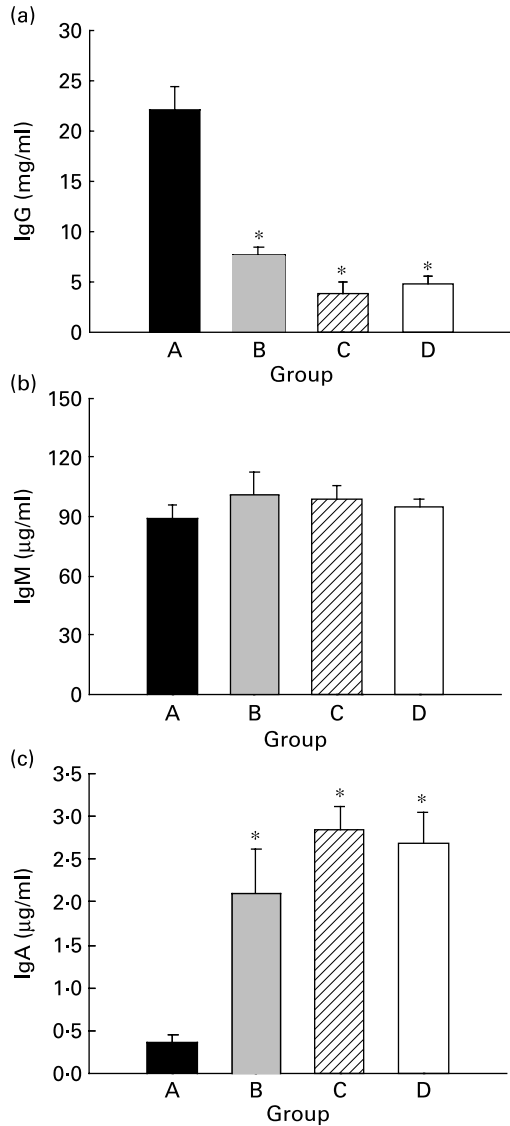 (a)
30
25
20
15
10
5
0
IgG (mg/ml)
*
*
*
A B C D
Group
(b)
150
120
90
60
30
0
IgM (µg/ml)
A B C D
Group
(c)
3·5
3·0
2·5
2·0
1·5
1·0
0·5
0·0
IgA (µg/ml)
*
*
*
A B C D
Group